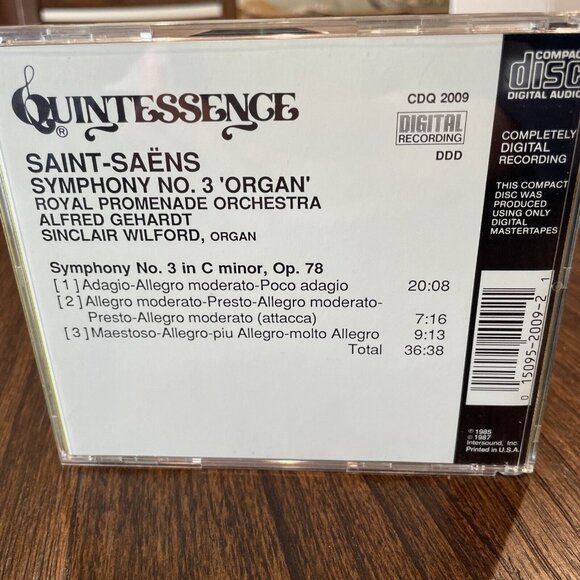 QUINTESSENCE
®
CDQ 2009
DIGITAL
RECORDING
DDD
SAINT-SAËNS
SYMPHONY NO. 3 'ORGAN'
ROYAL PROMENADE ORCHESTRA
ALFRED GEHARDT
SINCLAIR WILFORD, ORGAN
Symphony No. 3 in C minor, Op. 78
[1] Adagio-Allegro moderato-Poco adagio 20:08
[2] Allegro moderato-Presto-Allegro moderato-
Presto-Allegro moderato (attacca) 7:16
[3] Maestoso-Allegro-piu Allegro-molto Allegro 9:13
Total 36:38
COMPACT
disc
DIGITAL AUDIO
COMPLETELY
DIGITAL
RECORDING
THIS COMPACT
DISC WAS
PRODUCED
USING ONLY
DIGITAL
MASTERTAPES
0 15095-2009-2 1
℗ 1985
© 1987
Intersound, Inc.
Printed in U.S.A.